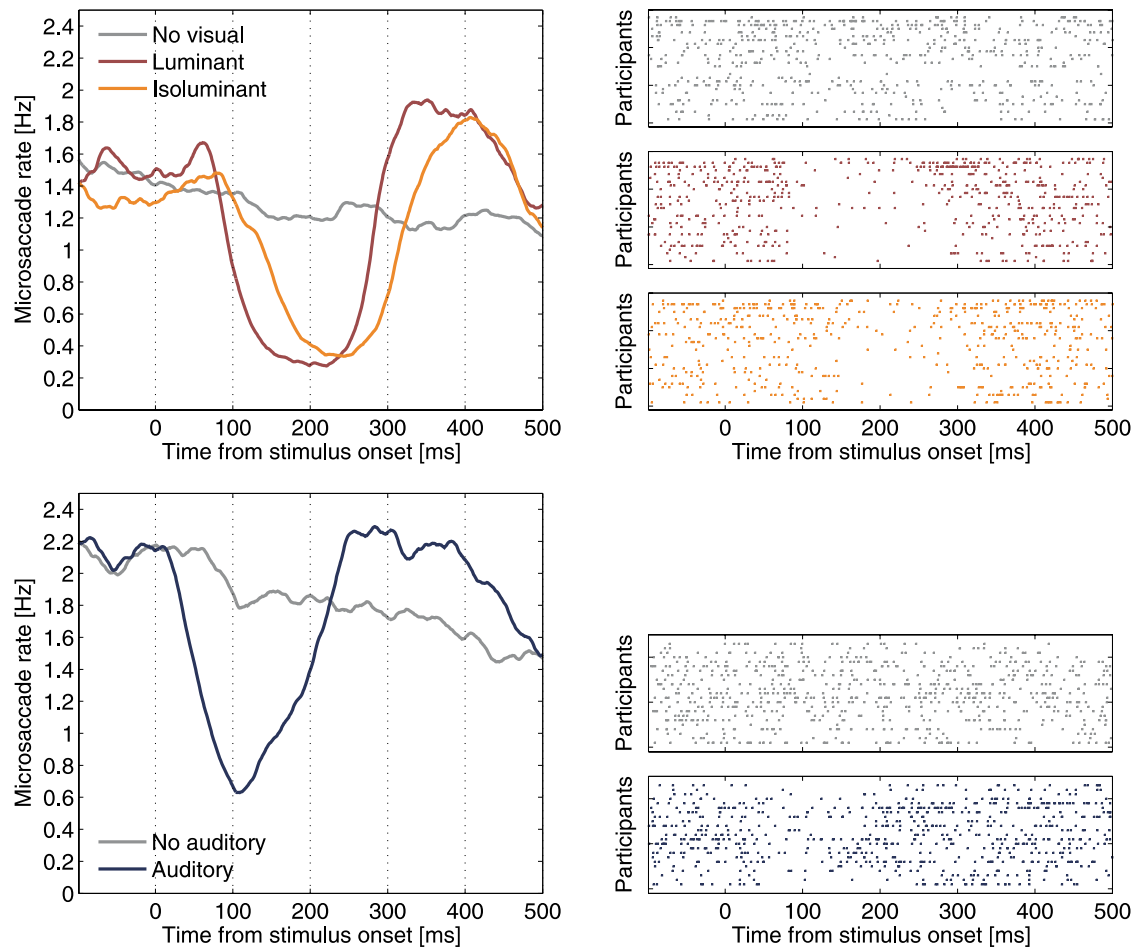 No visual
Luminant
Isoluminant
Microsaccade rate [Hz]
2.4
2.2
2
1.8
1.6
1.4
1.2
1
0.8
0.6
0.4
0.2
0
0 100 200 300 400 500
Time from stimulus onset [ms]
Participants
Participants
Participants
0 100 200 300 400 500
Time from stimulus onset [ms]
Microsaccade rate [Hz]
2.4
2.2
2
1.8
1.6
1.4
1.2
1
0.8
0.6
0.4
0.2
0
No auditory
Auditory
0 100 200 300 400 500
Time from stimulus onset [ms]
Participants
Participants
0 100 200 300 400 500
Time from stimulus onset [ms]